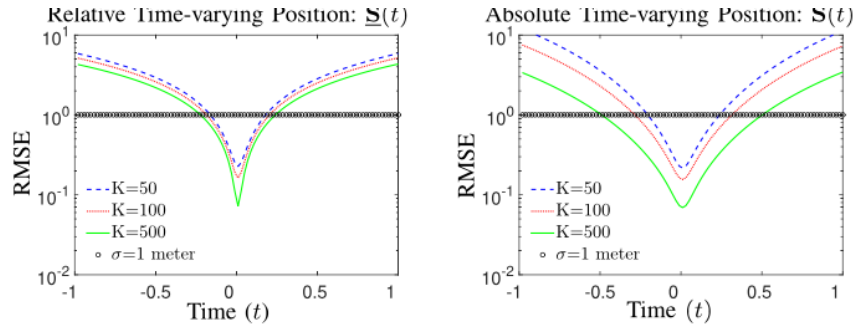 Relative Time-varying Position: S(t)
10^1
10^0
10^-1
10^-2
RMSE
K=50
K=100
K=500
σ=1 meter
-1 -0.5 0 0.5 1
Time (t)
Absolute Time-varying Position: S(t)
10^1
10^0
10^-1
10^-2
RMSE
K=50
K=100
K=500
σ=1 meter
-1 -0.5 0 0.5 1
Time (t)